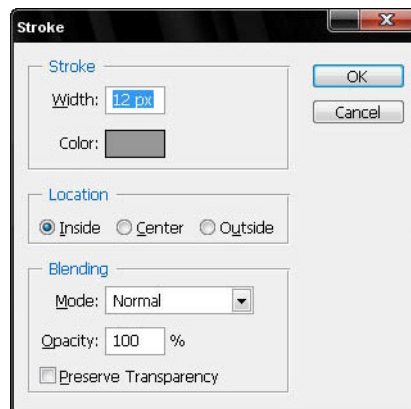 Stroke
Stroke
Width: 12 px
Color:
OK
Cancel
Location
Inside Center Outside
Blending
Mode: Normal
Opacity: 100 %
Preserve Transparency